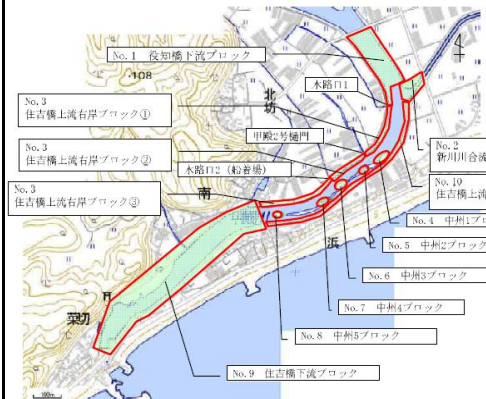 No.1 役知橋下流ブロック
108
水路口1
北
坊
No.3
住吉橋上流右岸ブロック①
甲殿2号樋門
No.3
住吉橋上流右岸ブロック②
水路口2（船着場）
No.2
新川川合流
No.3
住吉橋上流右岸ブロック③
南
No.10
住吉橋上流
No.4 中州1ブロ
浜
No.5 中州2ブロック
No.6 中州3ブロック
No.7 中州4ブロック
No.8 中州5ブロック
No.9 住吉橋下流ブロック